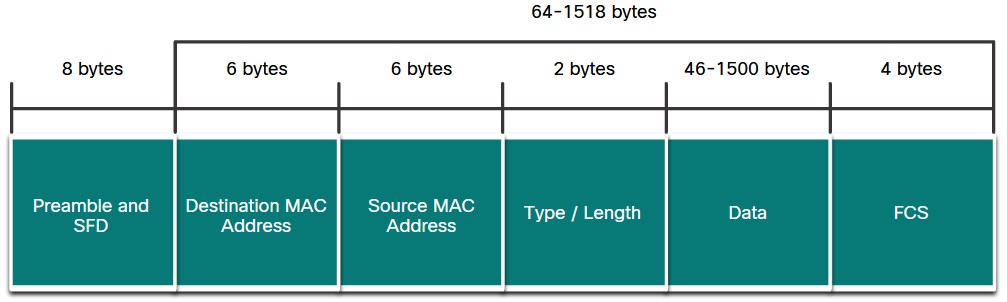 64-1518 bytes
8 bytes
6 bytes
6 bytes
2 bytes
46-1500 bytes
4 bytes
Preamble and
SFD
Destination MAC
Address
Source MAC
Address
Type / Length
Data
FCS